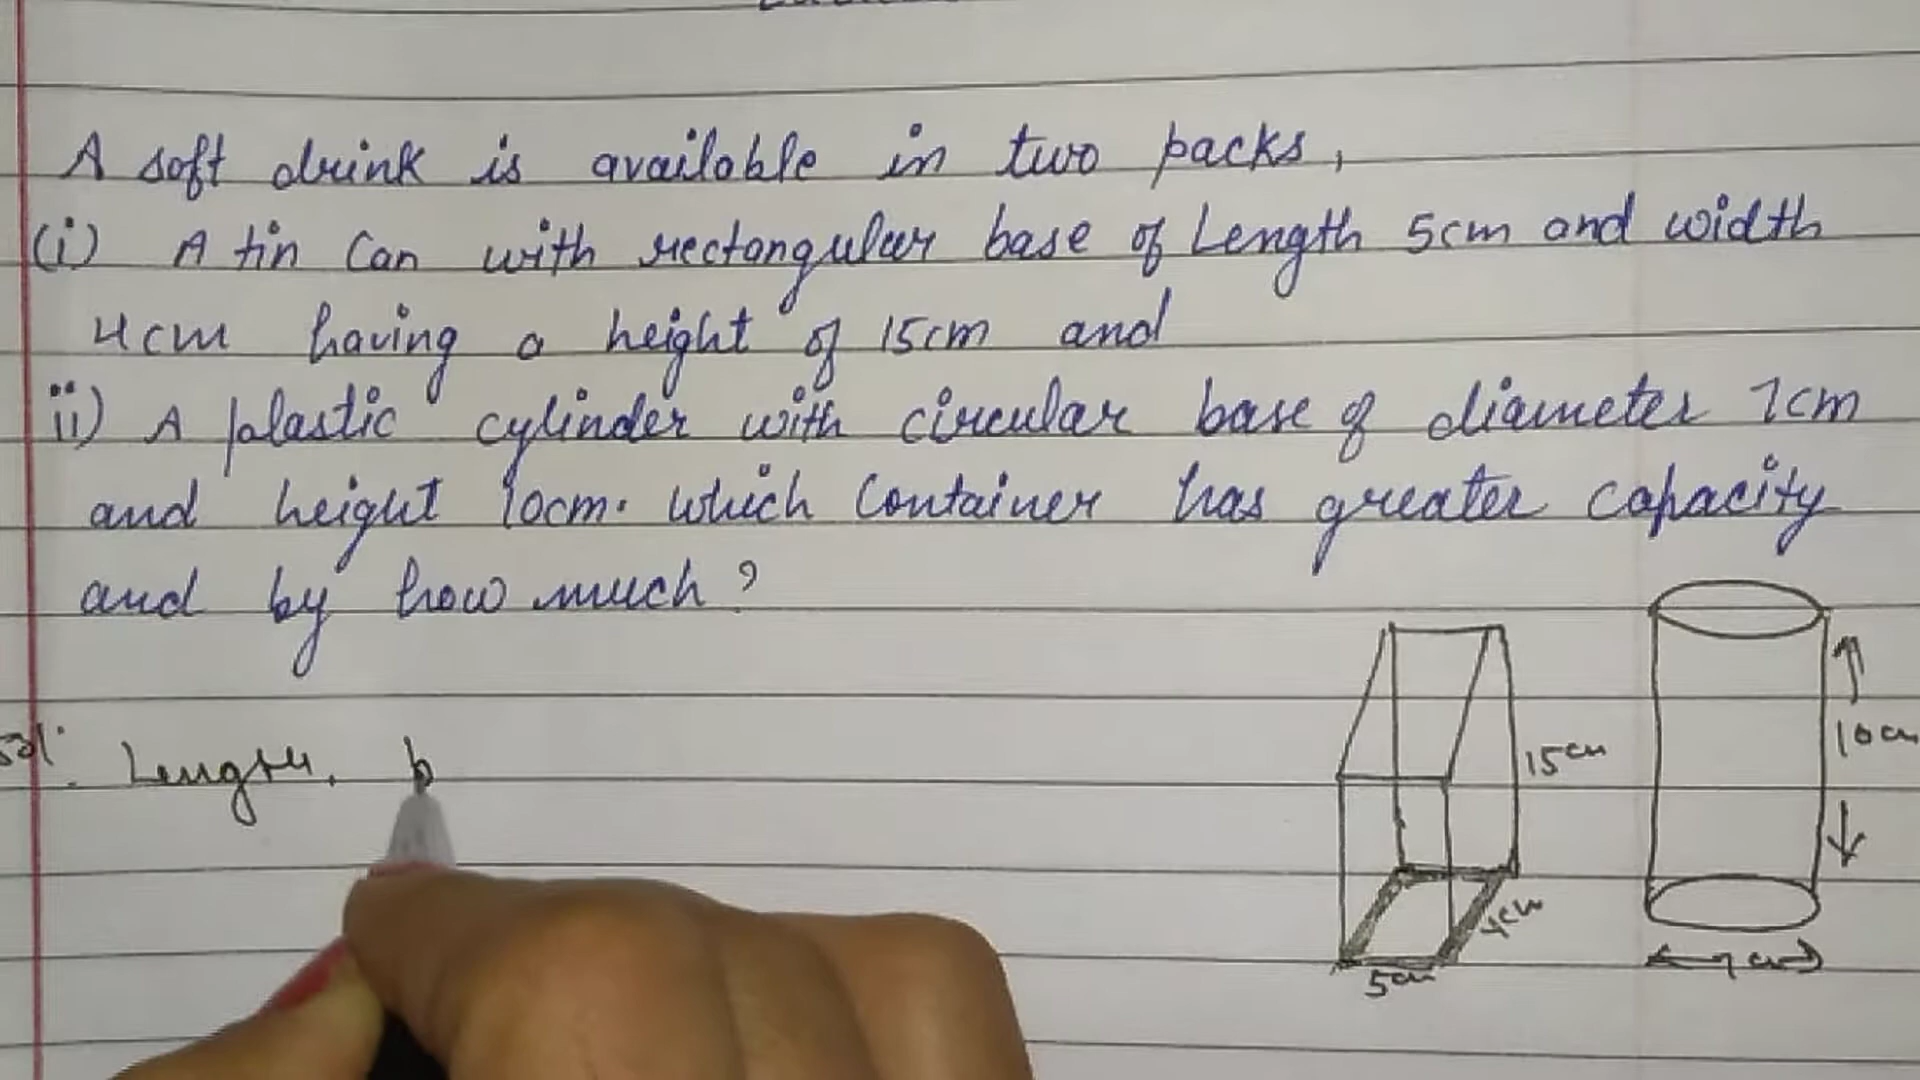 A soft drink is available in two packs,
(i) A tin can with rectangular base of Length 5cm and width
4cm having a height of 15cm and
ii) A plastic cylinder with circular base of diameter 7cm
and height 10cm. which container has greater capacity
and by how much?
Sol. Length, b
15cm
10cm
4cm
5cm
7cm